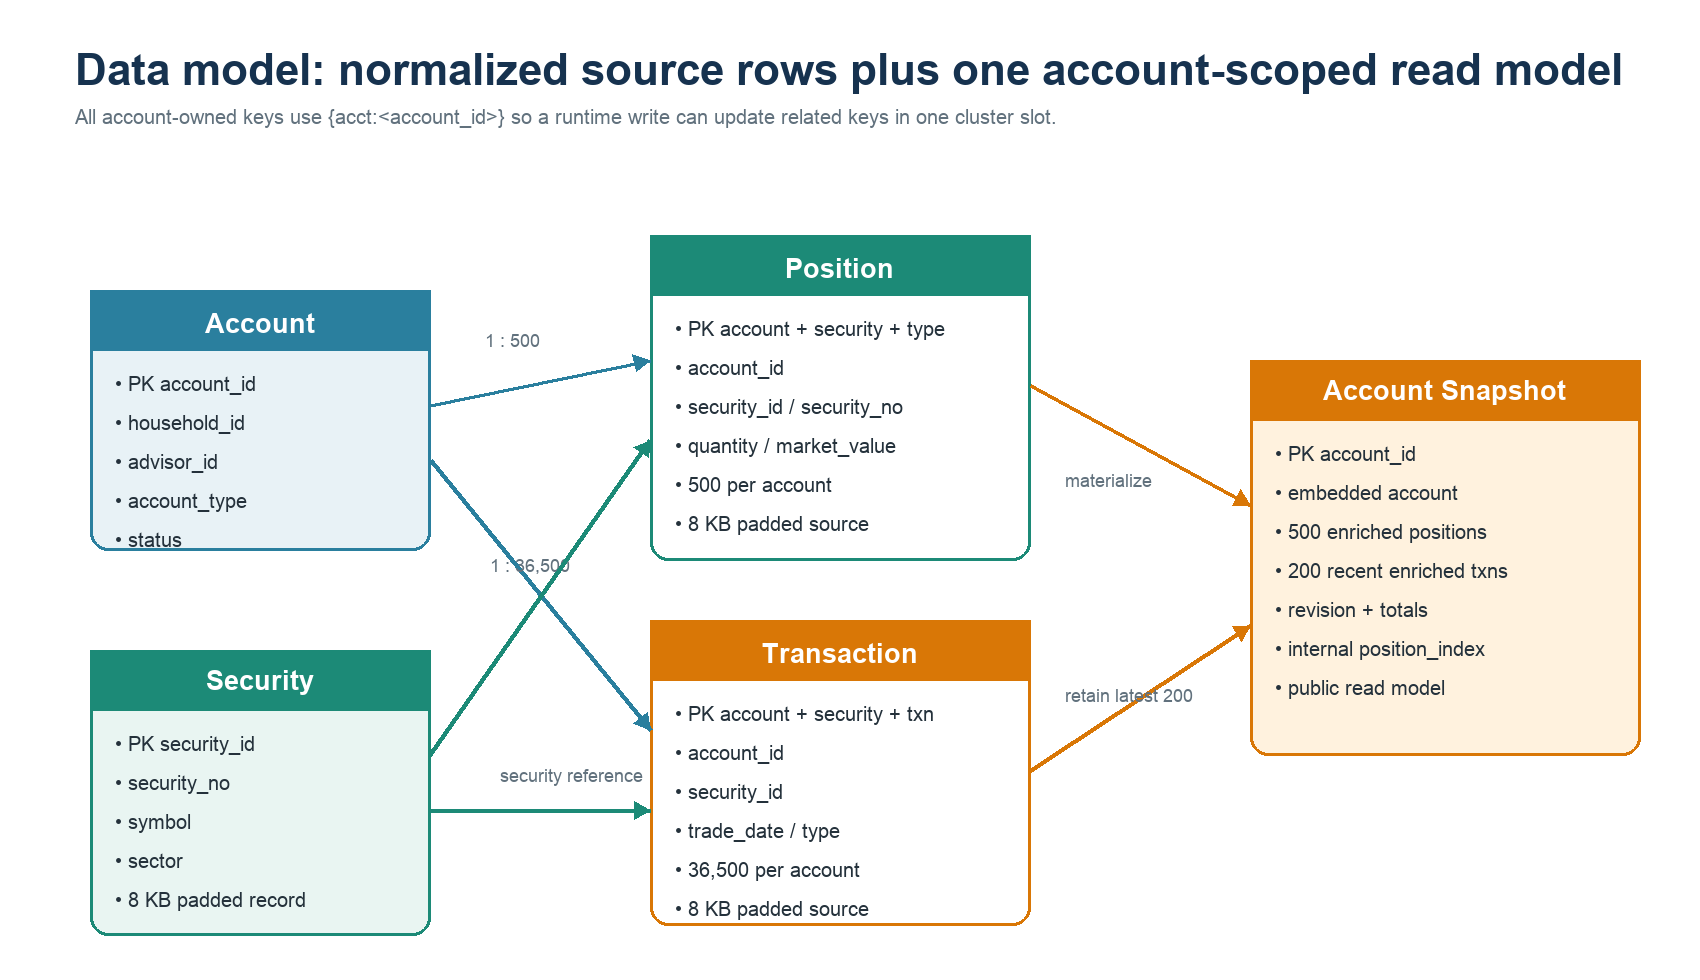 Data model: normalized source rows plus one account-scoped read model
All account-owned keys use {acct:<account_id>} so a runtime write can update related keys in one cluster slot.
Account
• PK account_id
• household_id
• advisor_id
• account_type
• status
1 : 500
1 : 36,500
Security
• PK security_id
• security_no
• symbol
• sector
• 8 KB padded record
security reference
Position
• PK account + security + type
• account_id
• security_id / security_no
• quantity / market_value
• 500 per account
• 8 KB padded source
Transaction
• PK account + security + txn
• account_id
• security_id
• trade_date / type
• 36,500 per account
• 8 KB padded source
materialize
retain latest 200
Account Snapshot
• PK account_id
• embedded account
• 500 enriched positions
• 200 recent enriched txns
• revision + totals
• internal position_index
• public read model